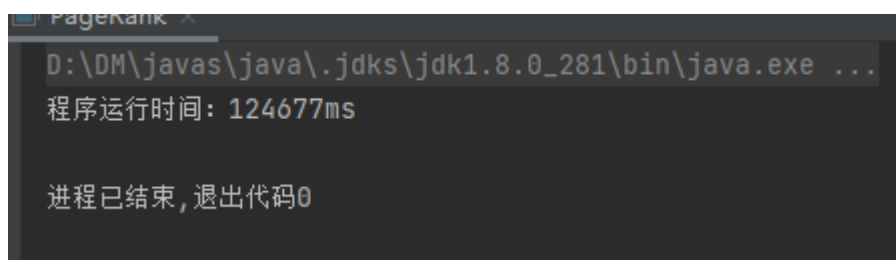 PageRank ×
D:\DM\javas\java\.jdks\jdk1.8.0_281\bin\java.exe ...
程序运行时间：124677ms
进程已结束,退出代码0